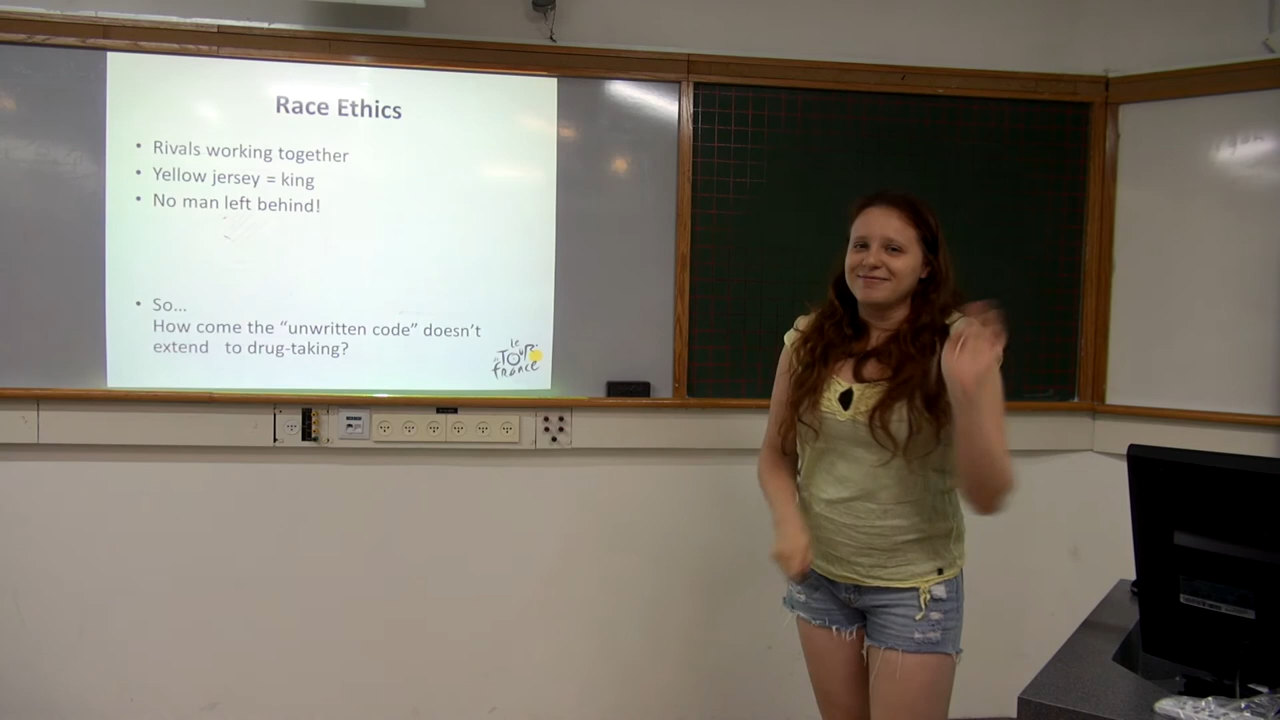 Race Ethics
• Rivals working together
• Yellow jersey = king
• No man left behind!
• So...
How come the “unwritten code” doesn't
extend to drug-taking?
le
TOUR
de
france